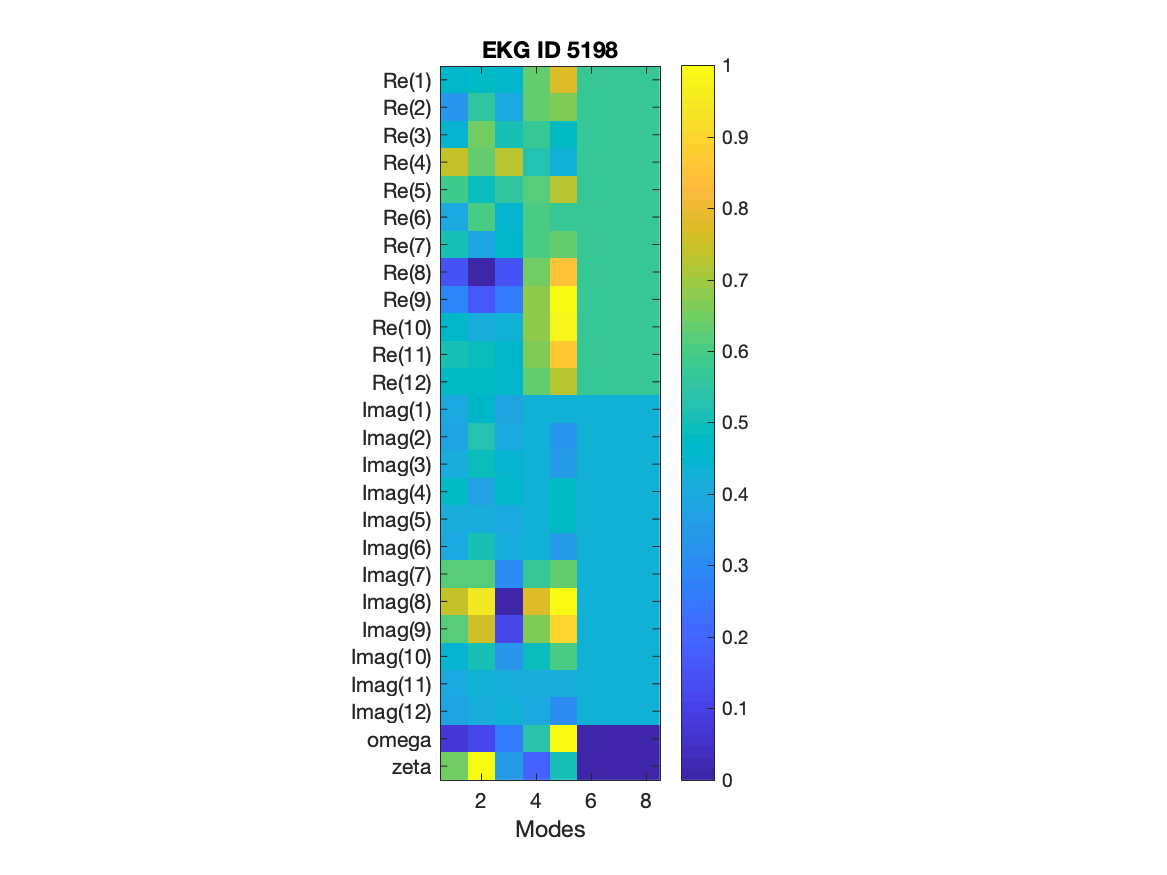 EKG ID 5198
Re(1)
Re(2)
Re(3)
Re(4)
Re(5)
Re(6)
Re(7)
Re(8)
Re(9)
Re(10)
Re(11)
Re(12)
Imag(1)
Imag(2)
Imag(3)
Imag(4)
Imag(5)
Imag(6)
Imag(7)
Imag(8)
Imag(9)
Imag(10)
Imag(11)
Imag(12)
omega
zeta
2 4 6 8
Modes
1
0.9
0.8
0.7
0.6
0.5
0.4
0.3
0.2
0.1
0